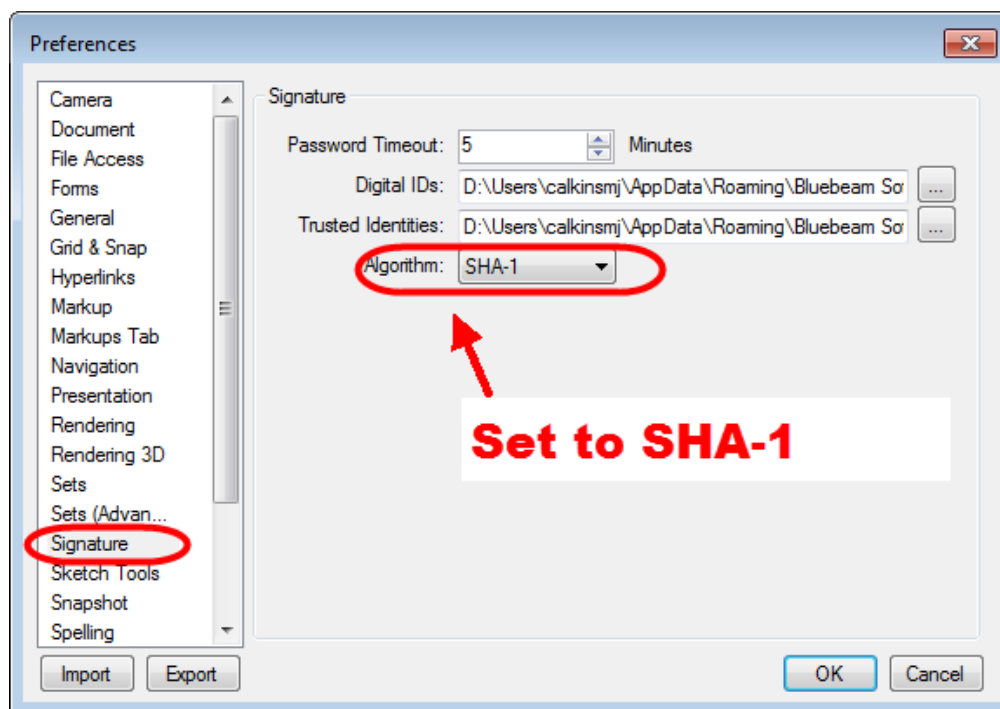 Preferences
Camera
Document
File Access
Forms
General
Grid & Snap
Hyperlinks
Markup
Markups Tab
Navigation
Presentation
Rendering
Rendering 3D
Sets
Sets (Advan...
Signature
Sketch Tools
Snapshot
Spelling
Import Export
Signature
Password Timeout: 5 Minutes
Digital IDs: D:\Users\calkinsmj\AppData\Roaming\Bluebeam So
...
Trusted Identities: D:\Users\calkinsmj\AppData\Roaming\Bluebeam So
...
Algorithm: SHA-1
Set to SHA-1
OK Cancel